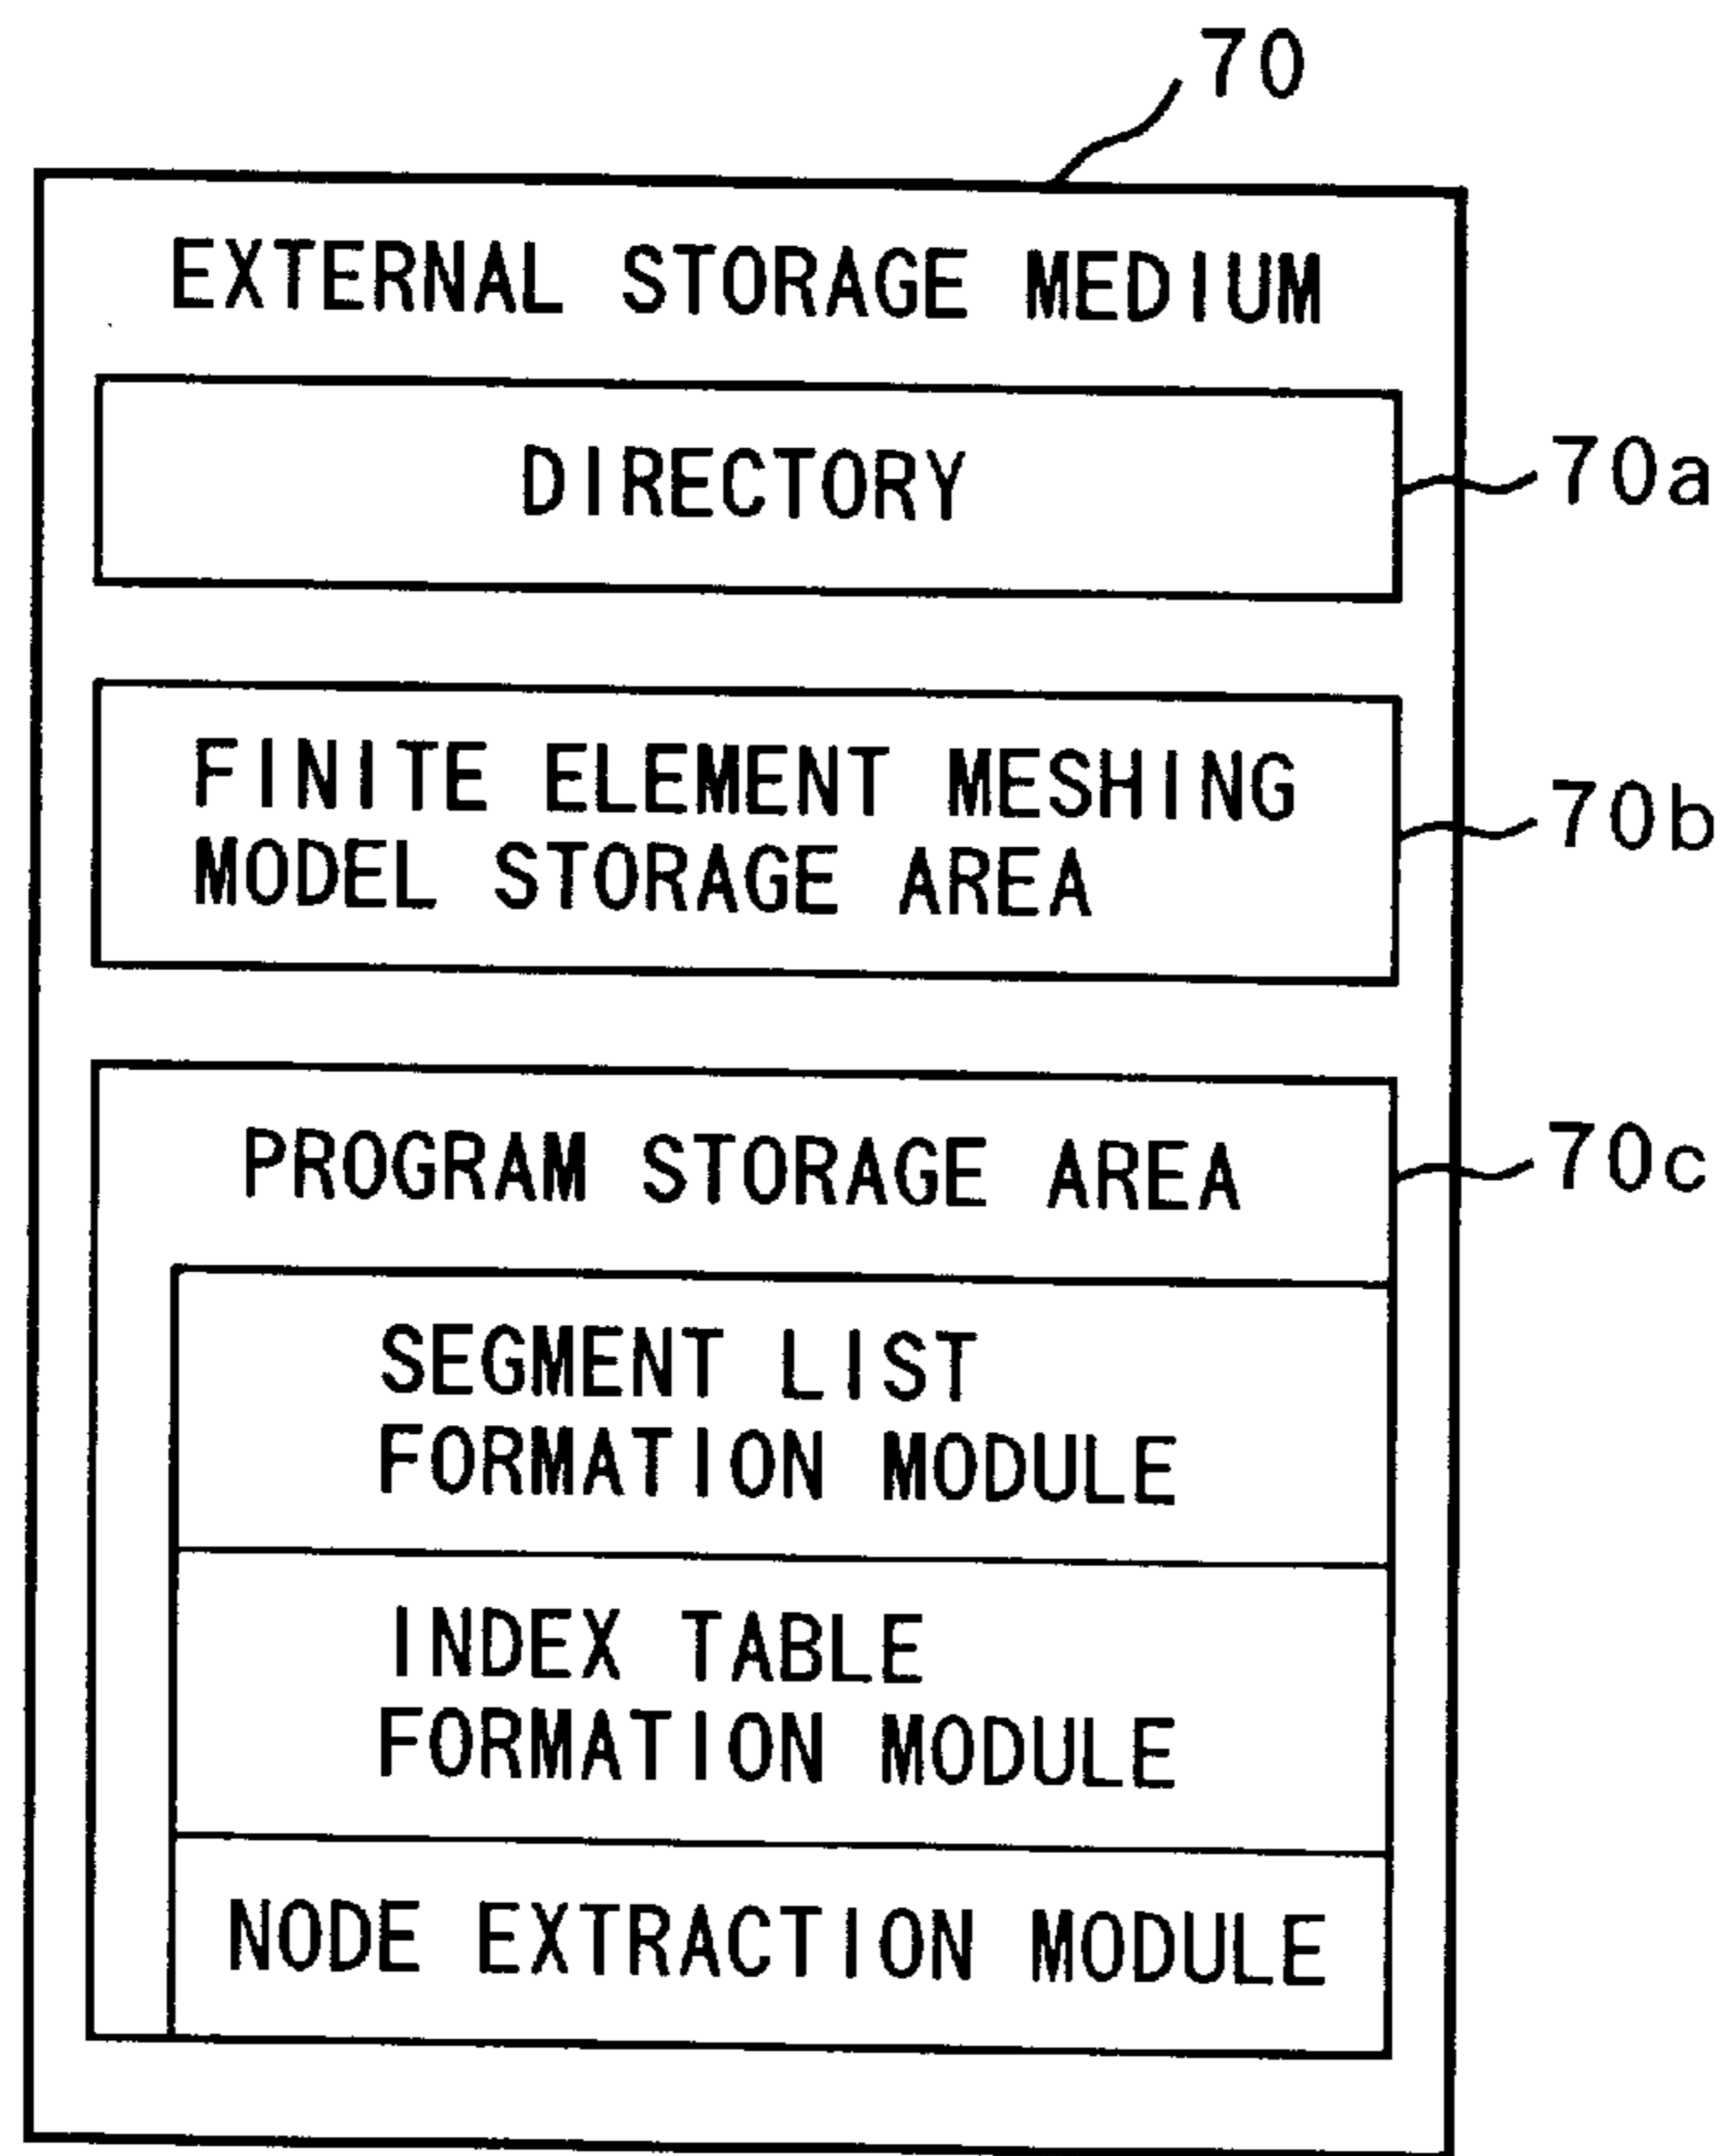 70
EXTERNAL STORAGE MEDIUM
DIRECTORY
70a
FINITE ELEMENT MESHING
MODEL STORAGE AREA
70b
PROGRAM STORAGE AREA
70c
SEGMENT LIST
FORMATION MODULE
INDEX TABLE
FORMATION MODULE
NODE EXTRACTION MODULE